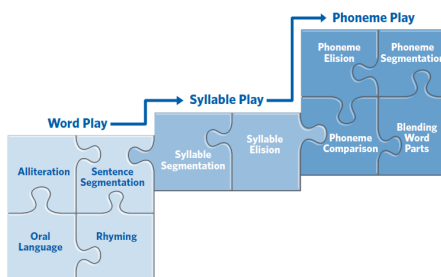 Phoneme Play
Phoneme
Elision
Phoneme
Segmentation
Syllable Play
Word Play
Blending
Word
Parts
Phoneme
Comparison
Syllable
Segmentation
Syllable
Elision
Alliteration
Sentence
Segmentation
Oral
Language
Rhyming